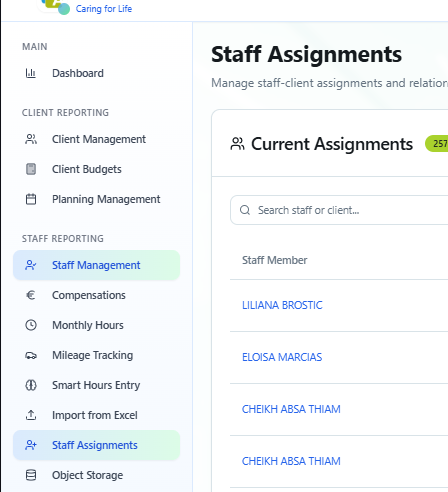 Caring for Life
MAIN
Dashboard
CLIENT REPORTING
Client Management
Client Budgets
Planning Management
STAFF REPORTING
Staff Management
Compensations
Monthly Hours
Mileage Tracking
Smart Hours Entry
Import from Excel
Staff Assignments
Object Storage
Staff Assignments
Manage staff-client assignments and relation
Current Assignments
257
Search staff or client...
Staff Member
LILIANA BROSTIC
ELOISA MARCIAS
CHEIKH ABSA THIAM
CHEIKH ABSA THIAM